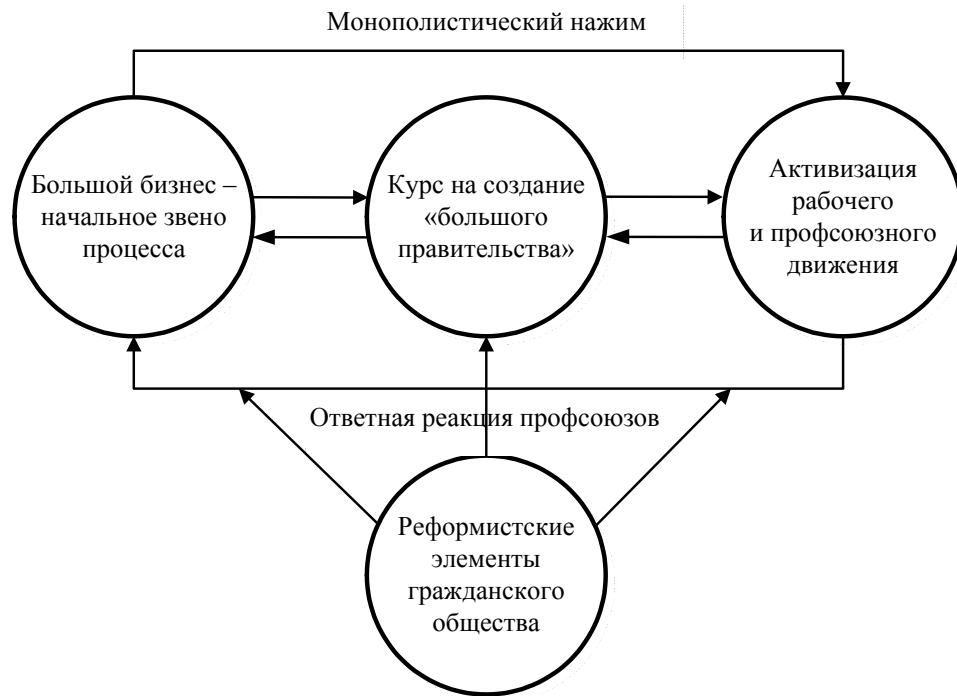 Монополистический нажим
Большой бизнес –
начальное звено
процесса
Курс на создание
«большого
правительства»
Активизация
рабочего
и профсоюзного
движения
Ответная реакция профсоюзов
Реформистские
элементы
гражданского
общества